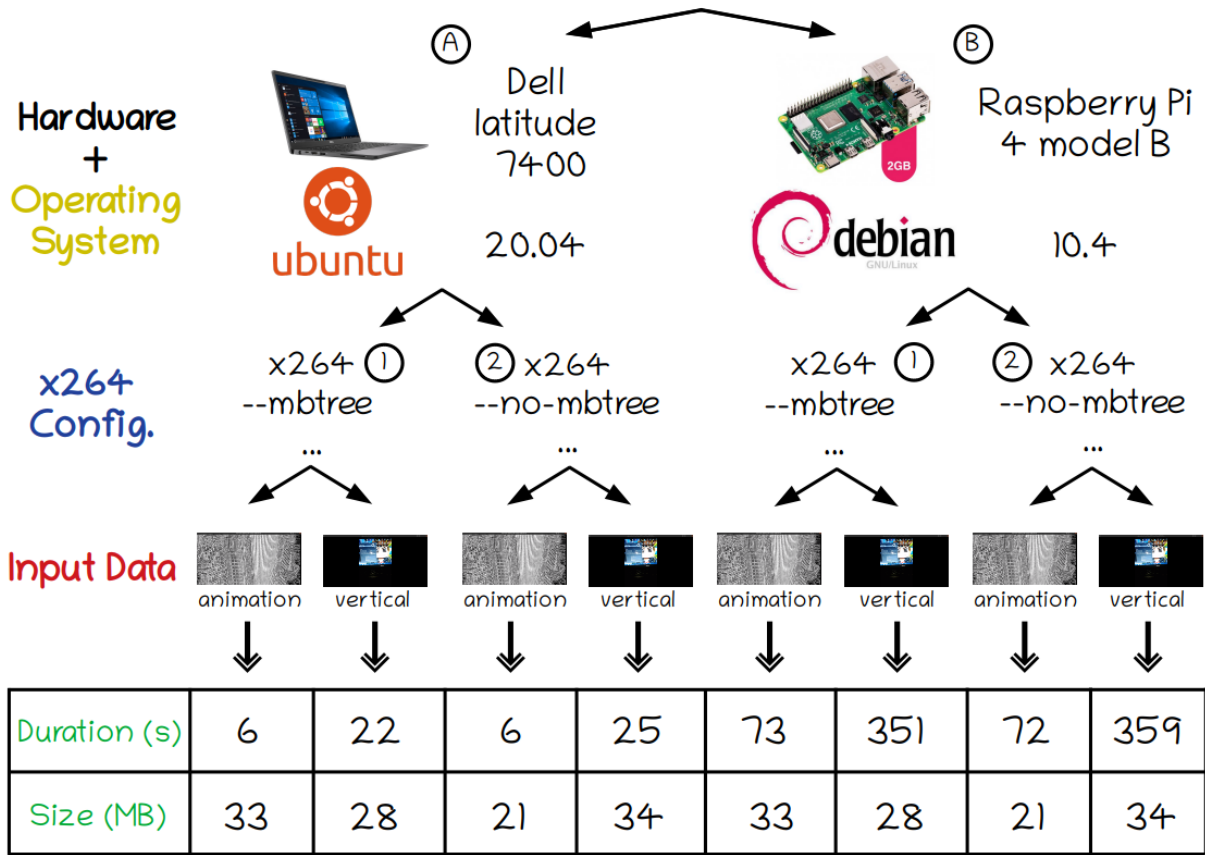 A
B
Hardware
+
Operating
System
Dell
latitude
7400
ubuntu
20.04
2GB
Raspberry Pi
4 model B
debian
GNU/Linux
10.4
x264
Config.
x264 1
--mbtree
...
2 x264
--no-mbtree
...
x264 1
--mbtree
...
2 x264
--no-mbtree
...
Input Data
animation vertical animation vertical animation vertical animation vertical
Duration (s) 6 22 6 25 73 351 72 359
Size (MB) 33 28 21 34 33 28 21 34